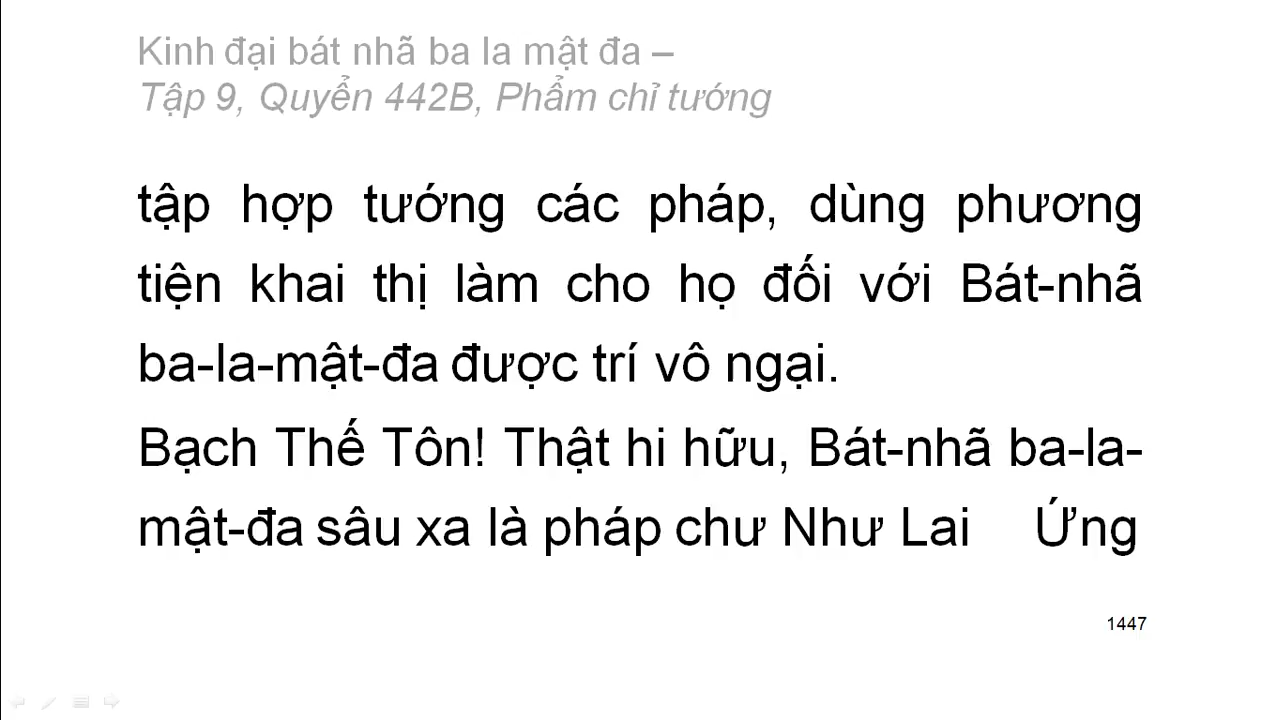 Kinh đại bát nhã ba la mật đa –
Tập 9, Quyển 442B, Phẩm chỉ tướng
tập hợp tướng các pháp, dùng phương
tiện khai thị làm cho họ đối với Bát-nhã
ba-la-mật-đa được trí vô ngại.
Bạch Thế Tôn! Thật hi hữu, Bát-nhã ba-la-
mật-đa sâu xa là pháp chư Như Lai Ứng
1447